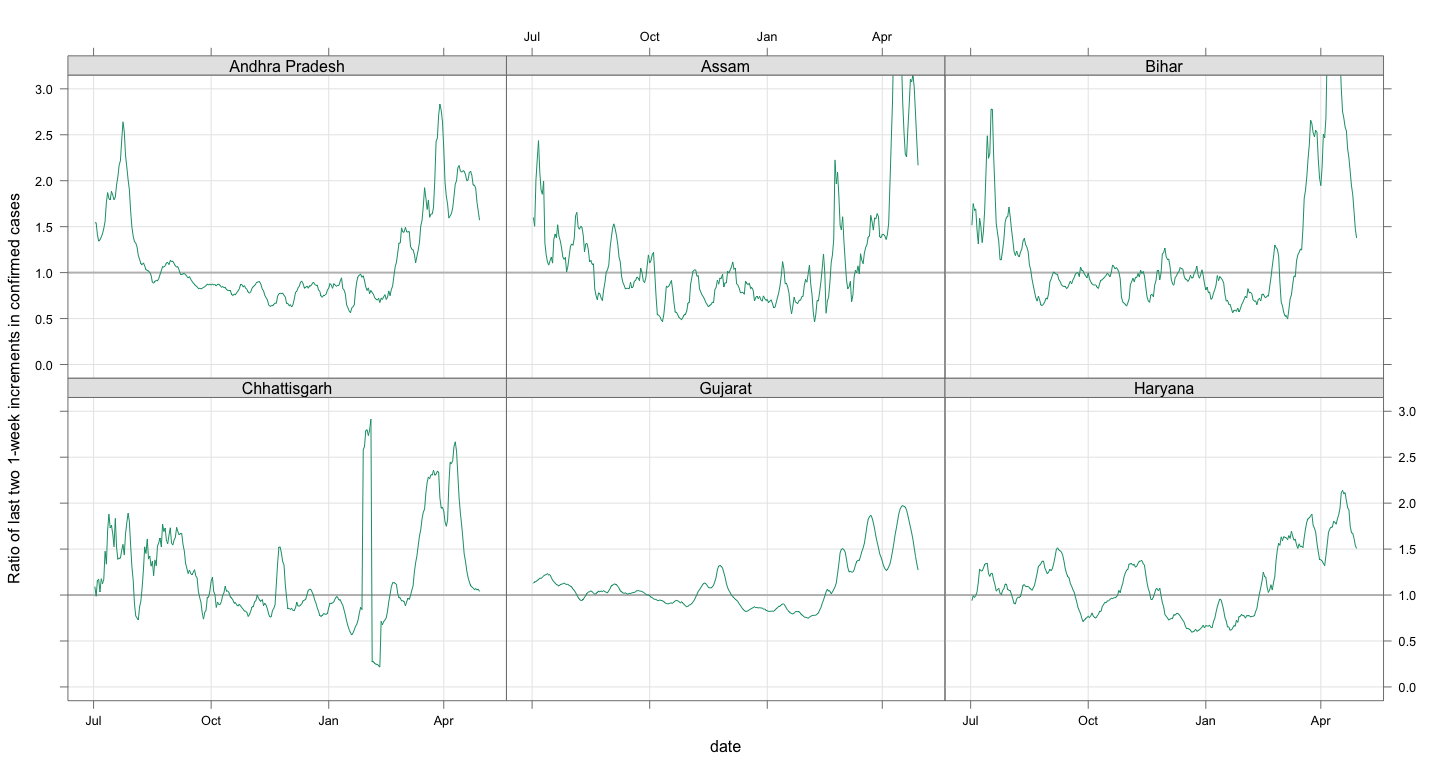 Jul Oct Jan Apr
Andhra Pradesh Assam Bihar
3.0
2.5
2.0
1.5
1.0
0.5
0.0
Chhattisgarh Gujarat Haryana
3.0
2.5
2.0
1.5
1.0
0.5
0.0
Jul Oct Jan Apr Jul Oct Jan Apr
date
Ratio of last two 1-week increments in confirmed cases